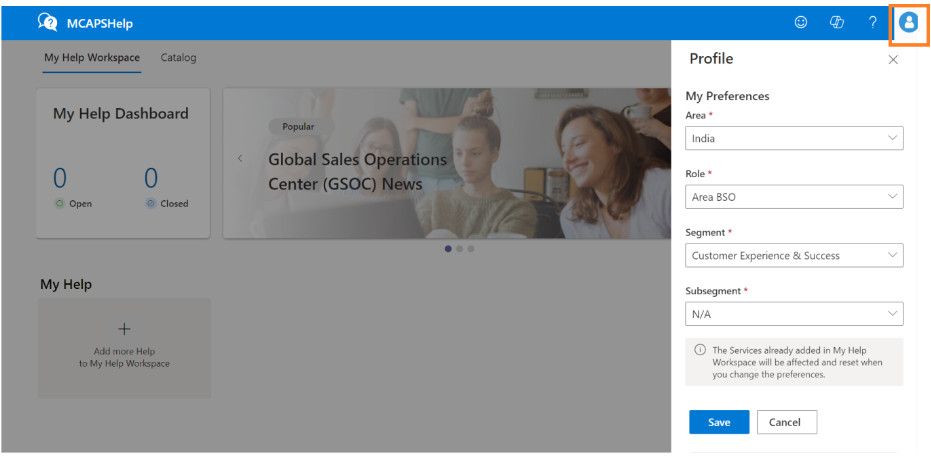 MCAPSHelp
?
My Help Workspace
Catalog
My Help Dashboard
0
0
Open
Closed
Popular
Global Sales Operations
Center (GSOC) News
My Help
+
Add more Help
to My Help Workspace
Profile
My Preferences
Area *
India
Role *
Area BSO
Segment *
Customer Experience & Success
Subsegment *
N/A
The Services already added in My Help
Workspace will be affected and reset when
you change the preferences.
Save
Cancel